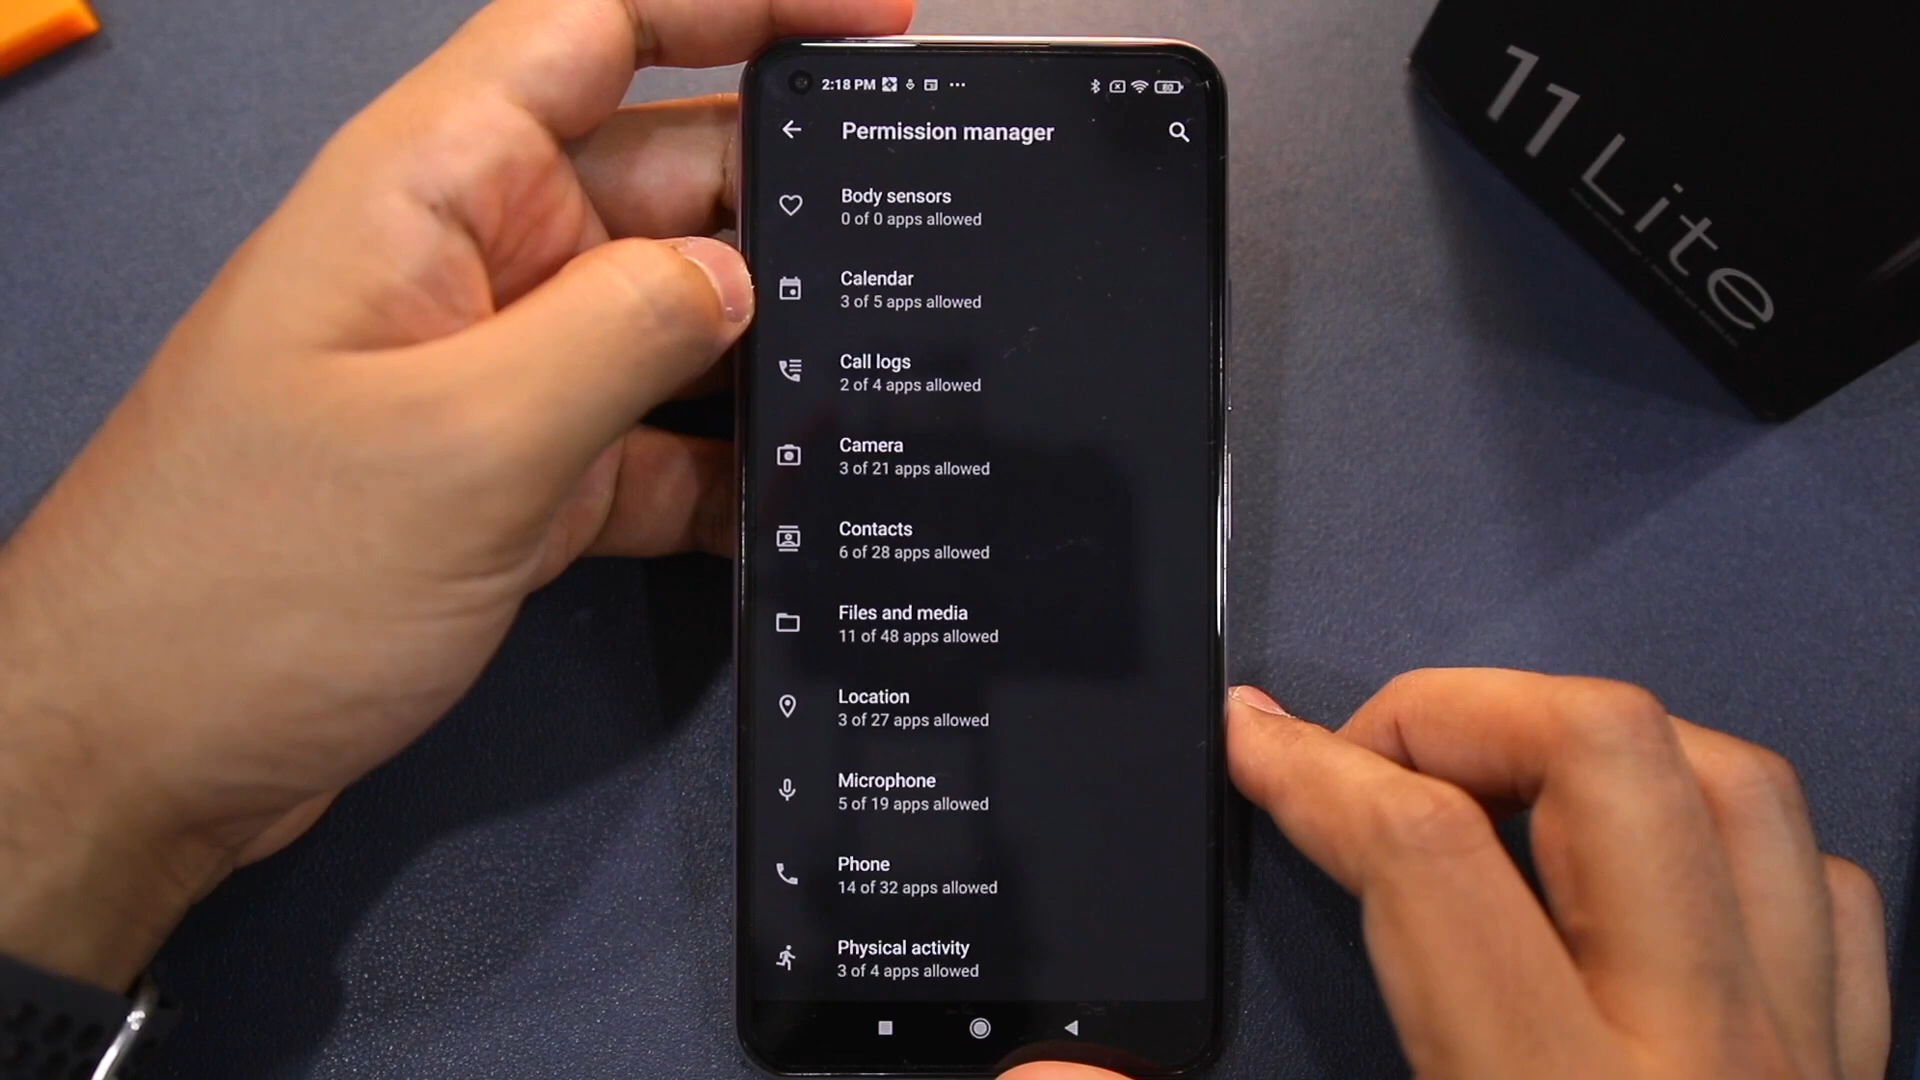 2:18 PM
80
Permission manager
Body sensors
0 of 0 apps allowed
Calendar
3 of 5 apps allowed
Call logs
2 of 4 apps allowed
Camera
3 of 21 apps allowed
Contacts
6 of 28 apps allowed
Files and media
11 of 48 apps allowed
Location
3 of 27 apps allowed
Microphone
5 of 19 apps allowed
Phone
14 of 32 apps allowed
Physical activity
3 of 4 apps allowed
11 Lite